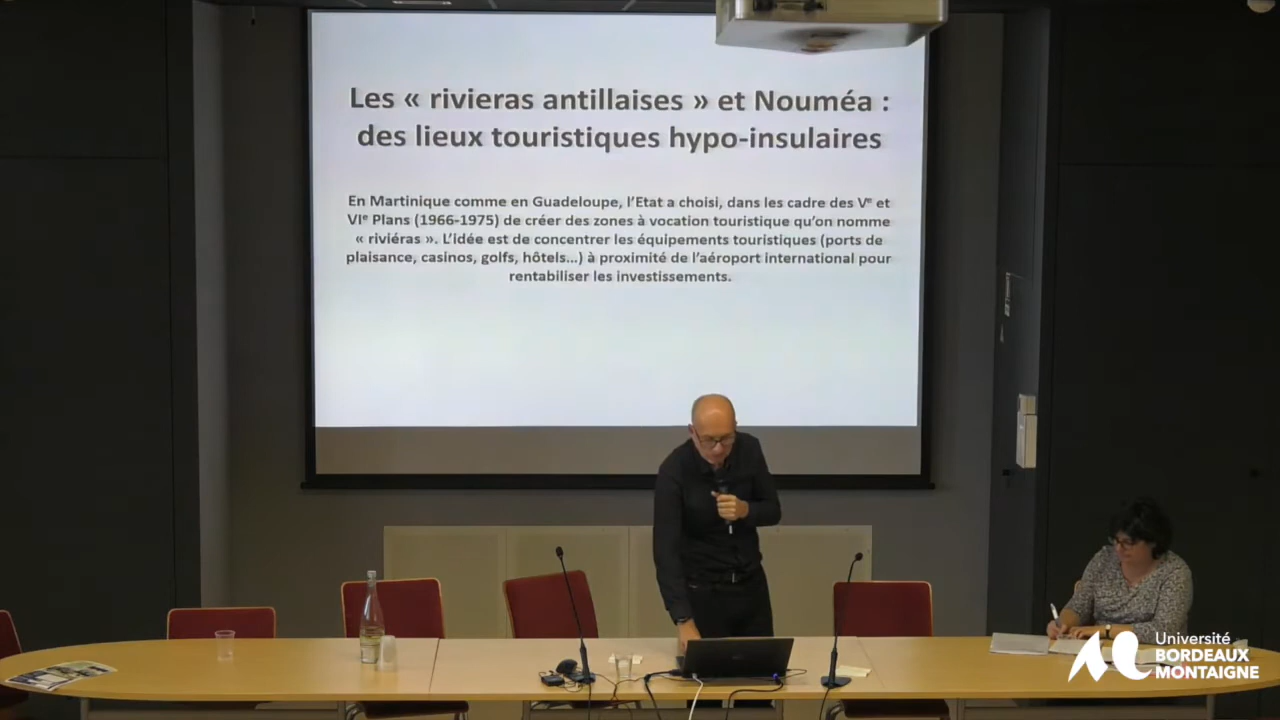 Les « rivieras antillaises » et Nouméa :
des lieux touristiques hypo-insulaires
En Martinique comme en Guadeloupe, l'Etat a choisi, dans les cadre des Vᵉ et
VIᵉ Plans (1966-1975) de créer des zones à vocation touristique qu'on nomme
« riviéras ». L'idée est de concentrer les équipements touristiques (ports de
plaisance, casinos, golfs, hôtels...) à proximité de l'aéroport international pour
rentabiliser les investissements.
Université
BORDEAUX
MONTAIGNE